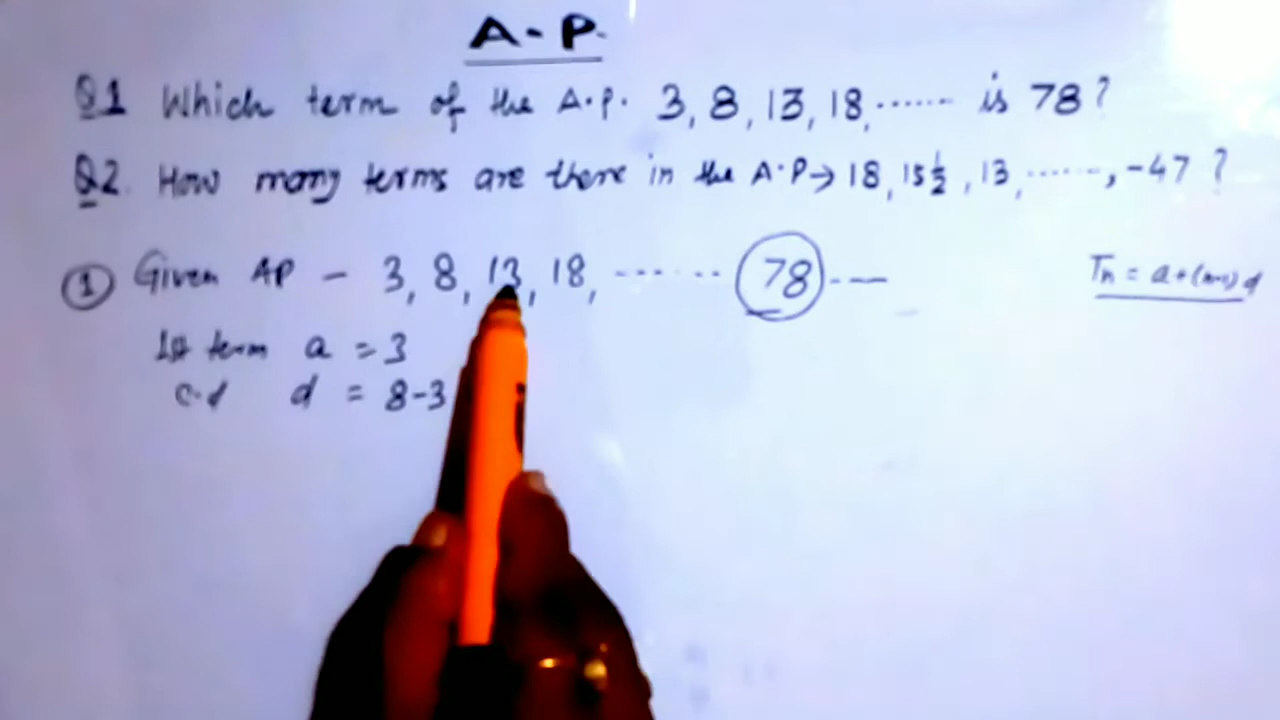 A.P.
Q1 Which term of the A.P. 3, 8, 13, 18, ....... is 78?
Q2. How many terms are there in the A.P→ 18, 15½, 13, ......., -47 ?
① Given AP - 3, 8, 13, 18, ....... 78 ---
Tn = a+(n-1)d
1st term a = 3
c.d d = 8-3